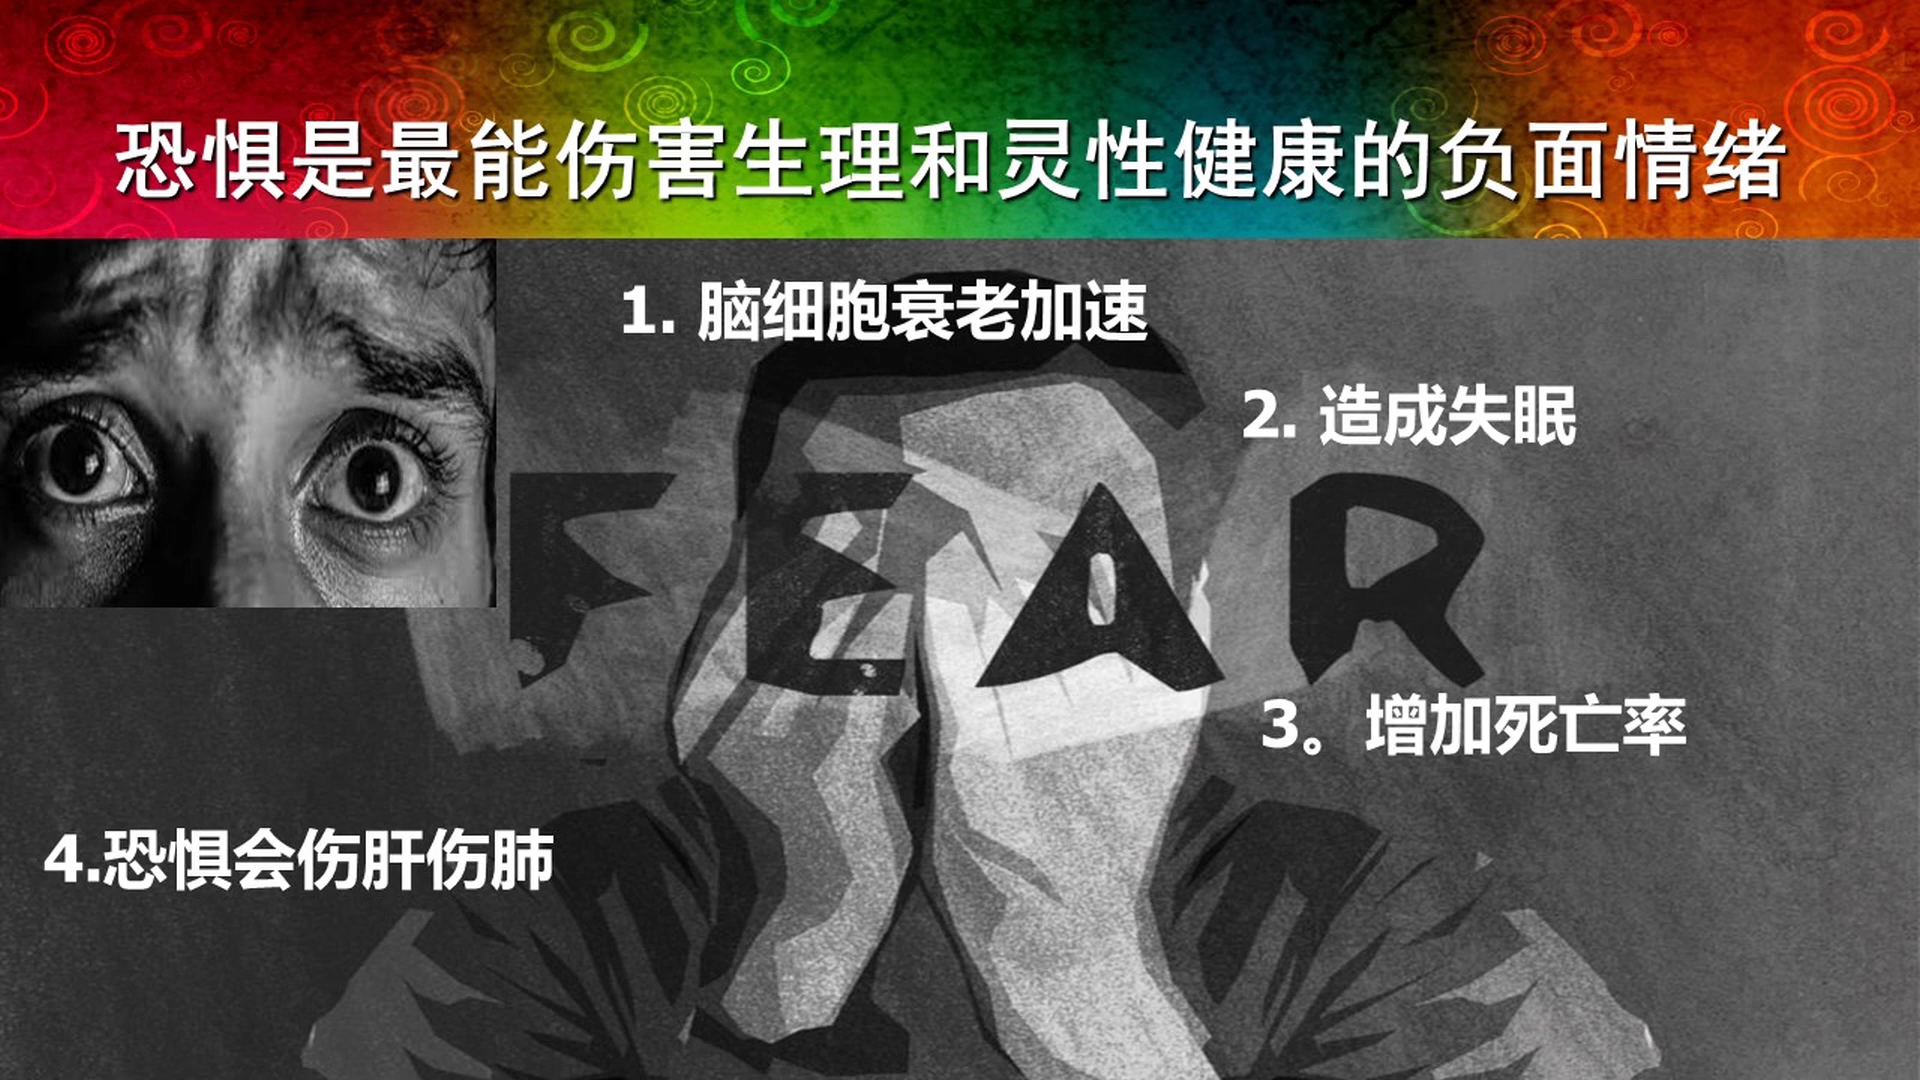 恐惧是最能伤害生理和灵性健康的负面情绪
1. 脑细胞衰老加速
2. 造成失眠
FEAR
3。增加死亡率
4.恐惧会伤肝伤肺